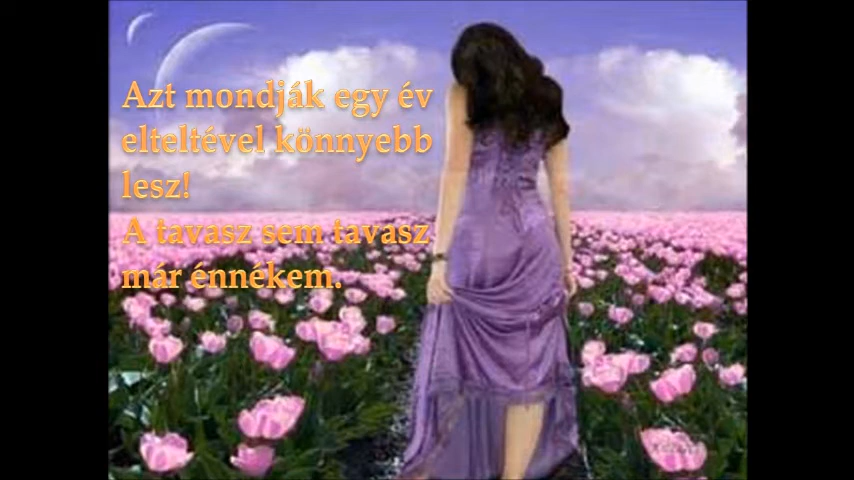 Azt mondják egy év
elteltével könnyebb
lesz!
A tavasz sem tavasz
már énnékem.